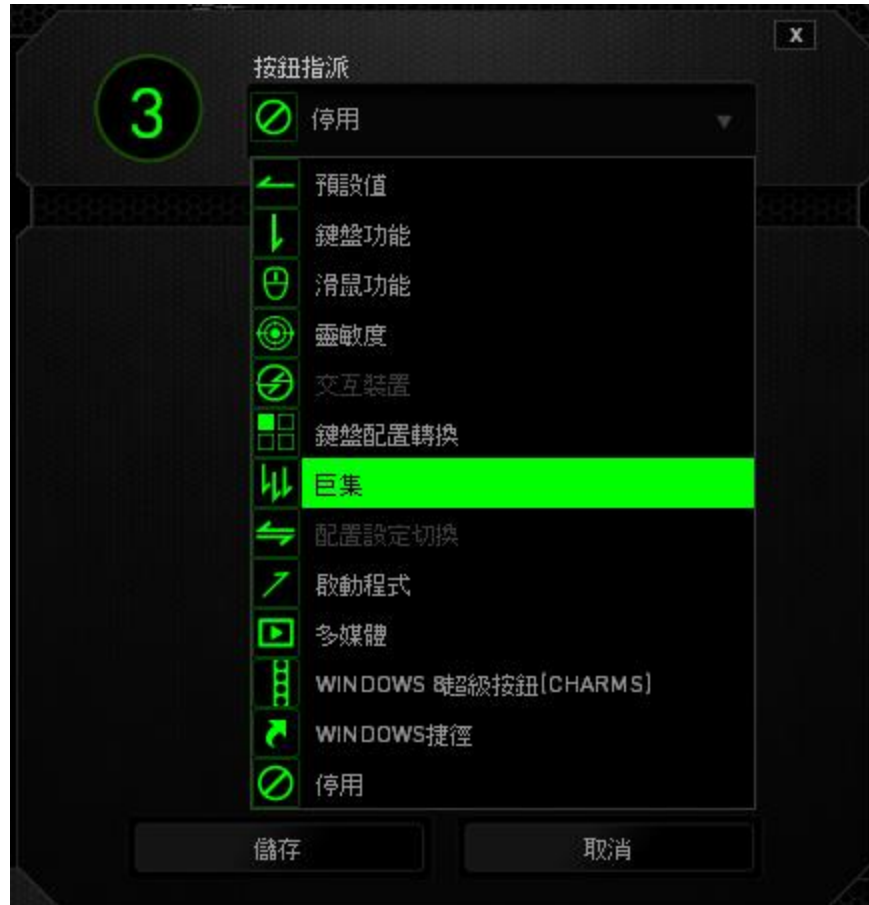 X
按鈕指派
3
停用
預設值
鍵盤功能
滑鼠功能
靈敏度
交互裝置
鍵盤配置轉換
巨集
配置設定切換
啟動程式
多媒體
WINDOWS 8超級按鈕(CHARMS)
WINDOWS捷徑
停用
儲存
取消